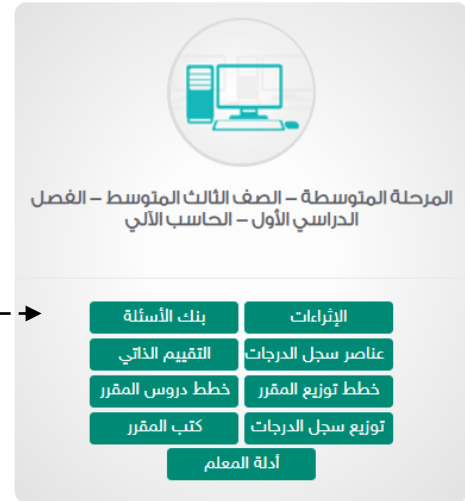 المرحلة المتوسطة – الصف الثالث المتوسط – الفصل
الدراسي الأول – الحاسب الآلي
الإثراءات
بنك الأسئلة
عناصر سجل الدرجات
التقييم الذاتي
خطط توزيع المقرر
خطط دروس المقرر
توزيع سجل الدرجات
كتب المقرر
أدلة المعلم